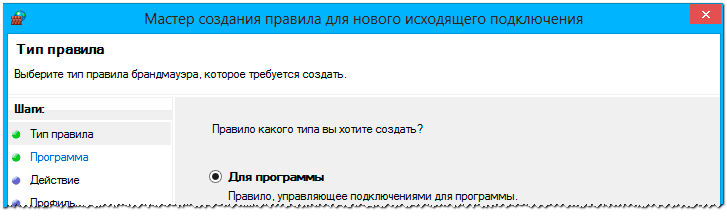 Мастер создания правила для нового исходящего подключения
Тип правила
Выберите тип правила брандмауэра, которое требуется создать.
Шаги:
Тип правила
Программа
Действие
Профиль
Правило какого типа вы хотите создать?
Для программы
Правило, управляющее подключениями для программы.